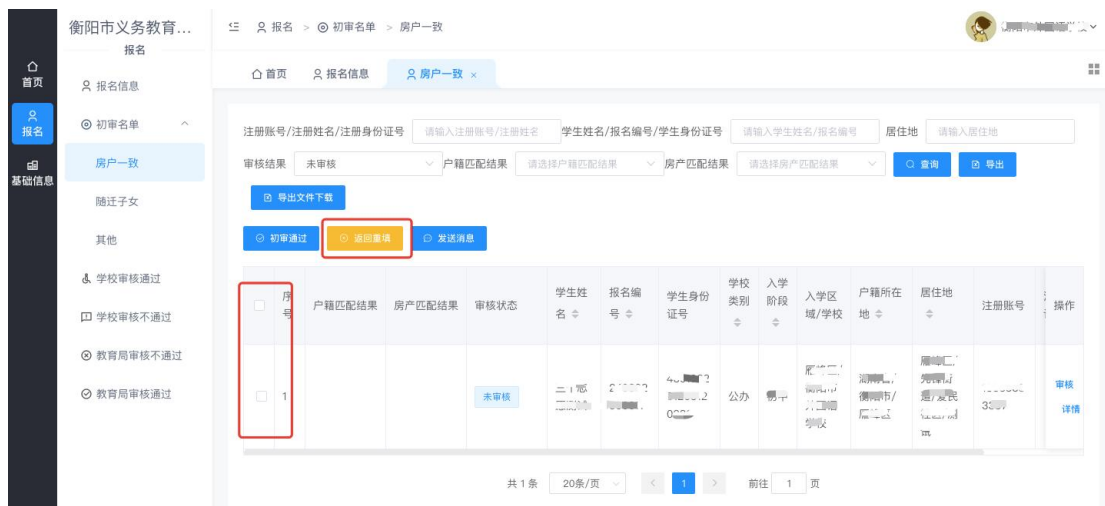 衡阳市义务教育...
报名
首页
报名
基础信息
报名信息
初审名单
房户一致
随迁子女
其他
学校审核通过
学校审核不通过
教育局审核不通过
教育局审核通过
报名 > 初审名单 > 房户一致
首页 报名信息 房户一致 ×
注册账号/注册姓名/注册身份证号 请输入注册账号/注册姓名 学生姓名/报名编号/学生身份证号 请输入学生姓名/报名编号 居住地 请输入居住地
审核结果 未审核 户籍匹配结果 请选择户籍匹配结果 房产匹配结果 请选择房产匹配结果 查询 导出
导出文件下载
初审通过 返回重填 发送消息
序号 户籍匹配结果 房产匹配结果 审核状态 学生姓名 报名编号 学生身份证号 学校类别 入学阶段 入学区域/学校 户籍所在地 居住地 注册账号 操作
1 未审核 公办 审核
详情
共 1 条 20条/页 < 1 > 前往 1 页